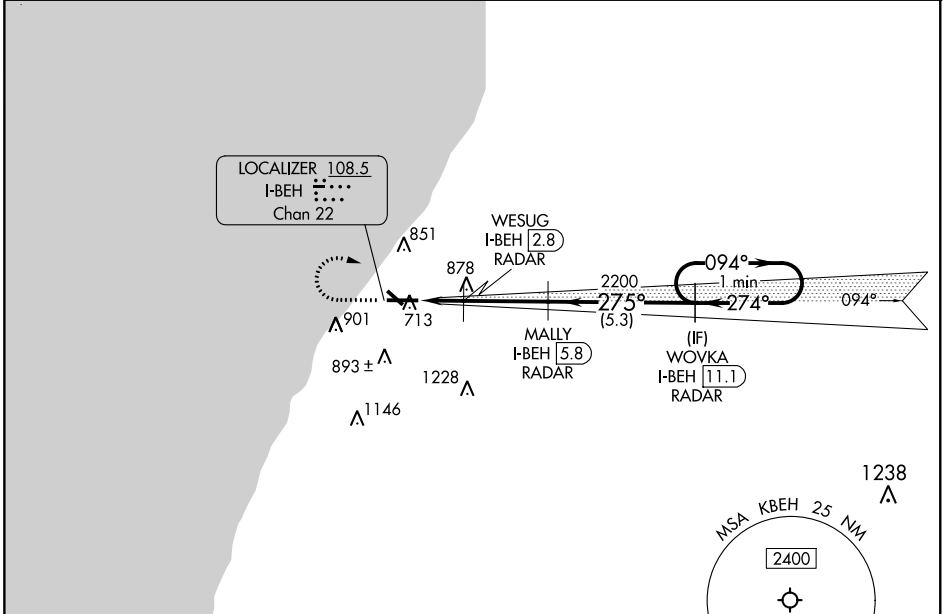 LOCALIZER 108.5
I-BEH
Chan 22
851
WESUG
I-BEH 2.8
RADAR
878
2200
275°
(5.3)
094°
1 min
274°
094°
901
713
MALLY
I-BEH 5.8
RADAR
(IF)
WOVKA
I-BEH 11.1
RADAR
893 ±
1228
1146
1238
MSA KBEH 25 NM
2400